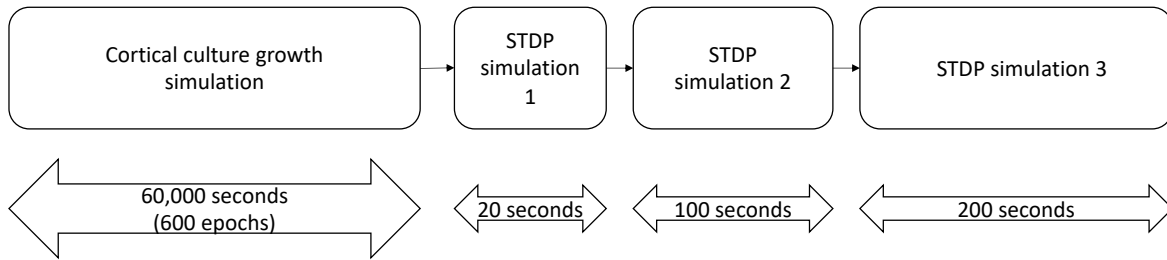 Cortical culture growth
simulation
STDP
simulation
1
STDP
simulation 2
STDP simulation 3
60,000 seconds
(600 epochs)
20 seconds
100 seconds
200 seconds